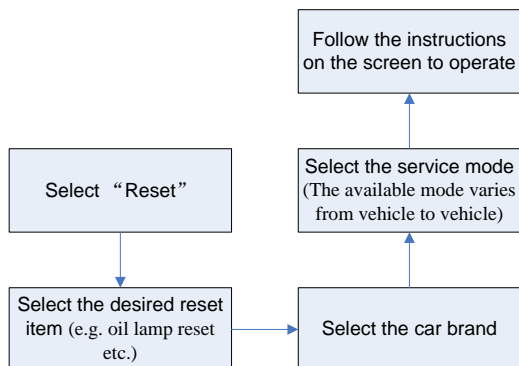 Follow the instructions
on the screen to operate
Select “Reset”
Select the service mode
(The available mode varies
from vehicle to vehicle)
Select the desired reset
item (e.g. oil lamp reset
etc.)
Select the car brand